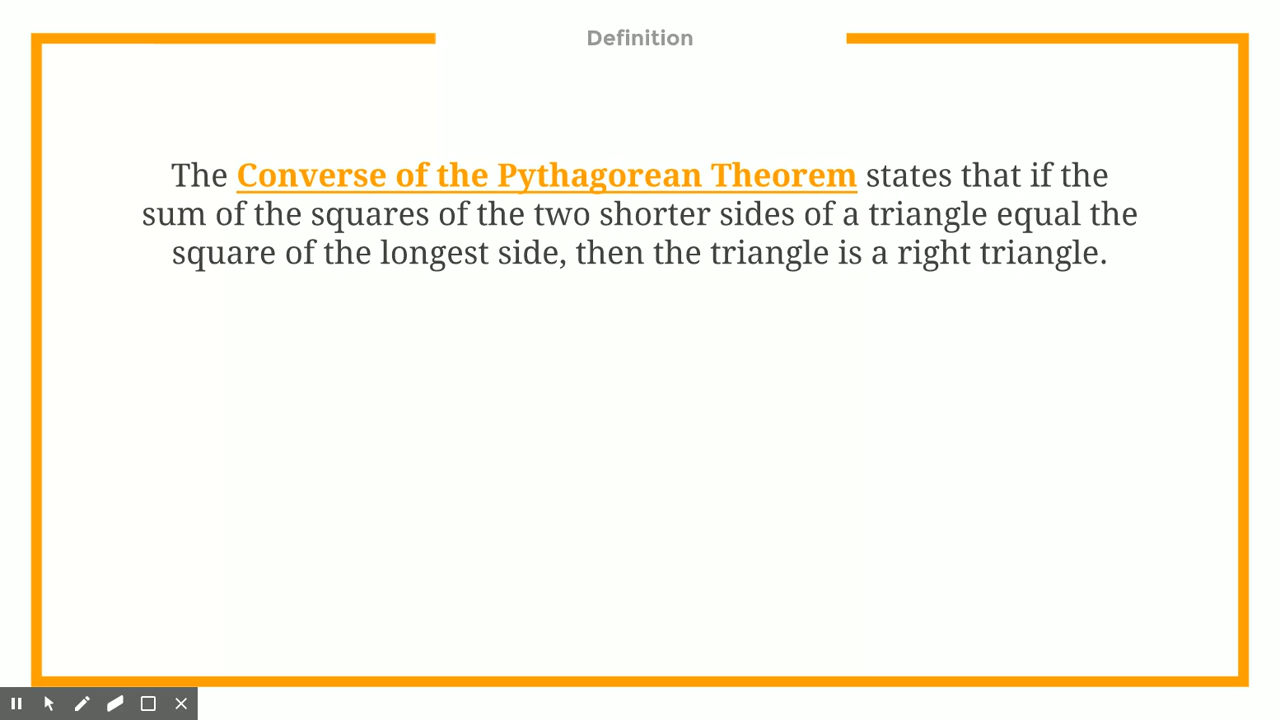 Definition
The Converse of the Pythagorean Theorem states that if the
sum of the squares of the two shorter sides of a triangle equal the
square of the longest side, then the triangle is a right triangle.